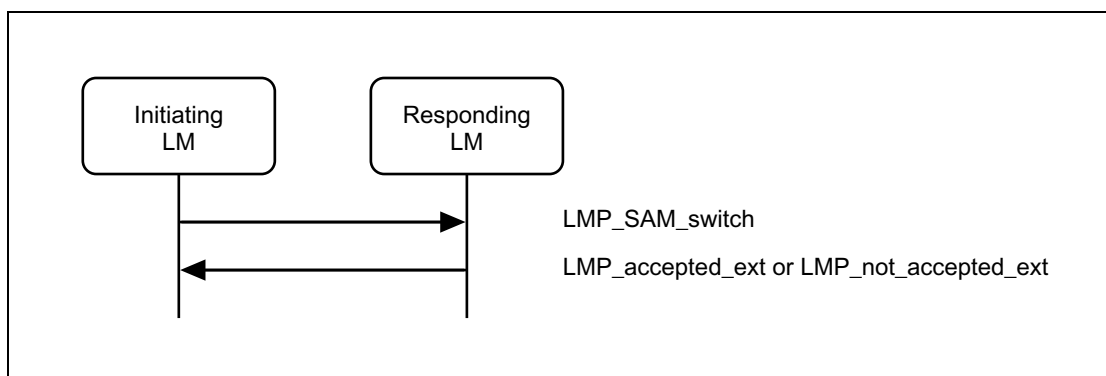 Initiating
LM
Responding
LM
LMP_SAM_switch
LMP_accepted_ext or LMP_not_accepted_ext